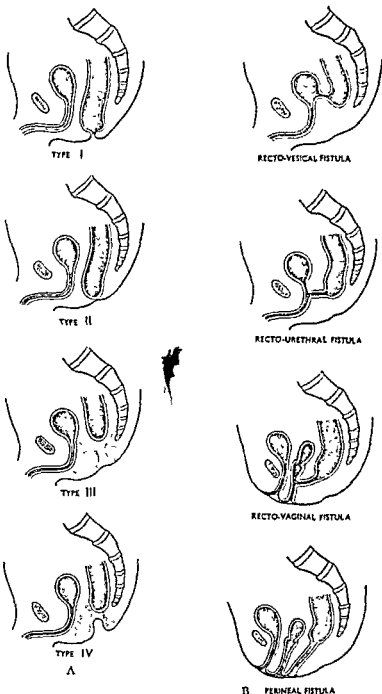 TYPE I
TYPE II
TYPE III
TYPE IV
A
RECTO-VESICAL FISTULA
RECTO-URETHRAL FISTULA
RECTO-VAGINAL FISTULA
B PERINEAL FISTULA